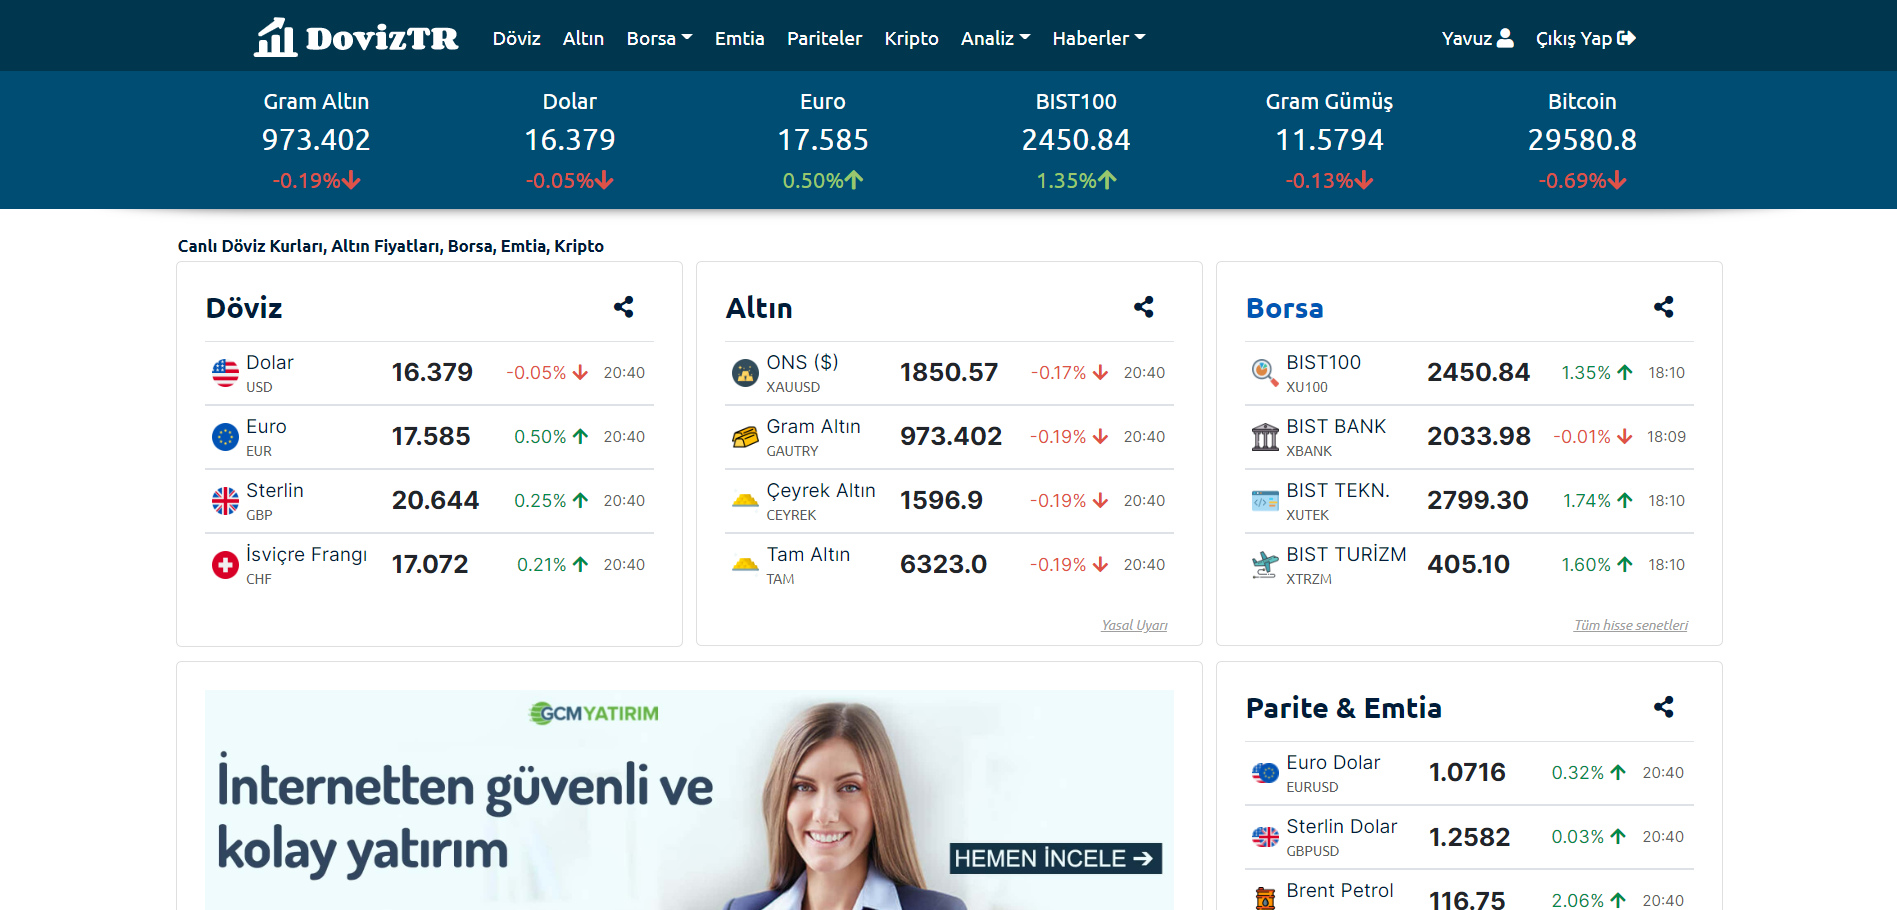 DovizTR Döviz Altın Borsa Emtia Pariteler Kripto Analiz Haberler Yavuz Çıkış Yap
Gram Altın Dolar Euro BIST100 Gram Gümüş Bitcoin
973.402 16.379 17.585 2450.84 11.5794 29580.8
-0.19% -0.05% 0.50% 1.35% -0.13% -0.69%
Canlı Döviz Kurları, Altın Fiyatları, Borsa, Emtia, Kripto
Döviz
Dolar 16.379 -0.05% 20:40
USD
Euro 17.585 0.50% 20:40
EUR
Sterlin 20.644 0.25% 20:40
GBP
İsviçre Frangı 17.072 0.21% 20:40
CHF
Altın
ONS ($) 1850.57 -0.17% 20:40
XAUUSD
Gram Altın 973.402 -0.19% 20:40
GAUTRY
Çeyrek Altın 1596.9 -0.19% 20:40
CEYREK
Tam Altın 6323.0 -0.19% 20:40
TAM
Yasal Uyarı
Borsa
BIST100 2450.84 1.35% 18:10
XU100
BIST BANK 2033.98 -0.01% 18:09
XBANK
BIST TEKN. 2799.30 1.74% 18:10
XUTEK
BIST TURİZM 405.10 1.60% 18:10
XTRZM
Tüm hisse senetleri
GCMYATIRIM
İnternetten güvenli ve
kolay yatırım
HEMEN İNCELE
Parite & Emtia
Euro Dolar 1.0716 0.32% 20:40
EURUSD
Sterlin Dolar 1.2582 0.03% 20:40
GBPUSD
Brent Petrol 116.75 2.06% 20:40